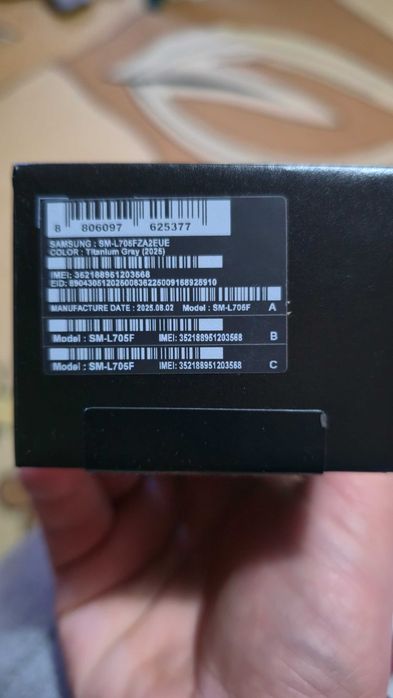 8 806097 625377
SAMSUNG : SM-L705FZA2EUE
COLOR : Titanium Gray (2025)
IMEI: 352188951203568
EID: 89043051202500836225009168928910
MANUFACTURE DATE : 2025.08.02 Model : SM-L705F A
Model : SM-L705F IMEI: 352188951203568 B
Model : SM-L705F IMEI: 352188951203568 C